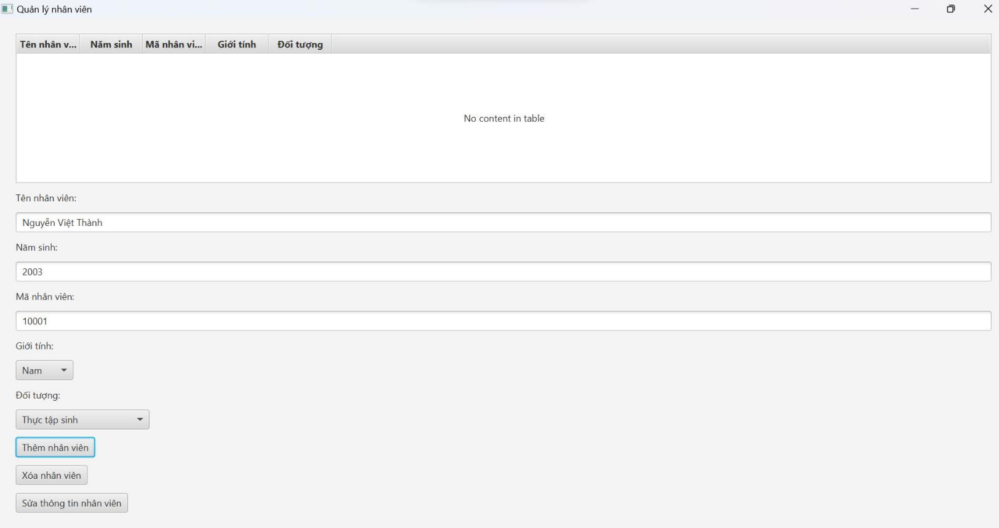 Quản lý nhân viên
Tên nhân v... Năm sinh Mã nhân vi... Giới tính Đối tượng
No content in table
Tên nhân viên:
Nguyễn Việt Thành
Năm sinh:
2003
Mã nhân viên:
10001
Giới tính:
Nam
Đối tượng:
Thực tập sinh
Thêm nhân viên
Xóa nhân viên
Sửa thông tin nhân viên